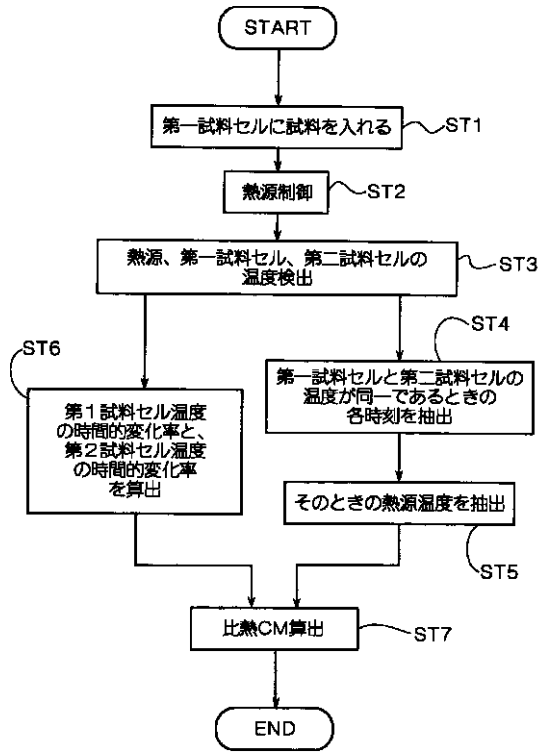 START
第一試料セルに試料を入れる
ST1
熱源制御
ST2
熱源、第一試料セル、第二試料セルの
温度検出
ST3
ST6
ST4
第1試料セル温度
の時間的変化率と、
第2試料セル温度
の時間的変化率
を算出
第一試料セルと第二試料セルの
温度が同一であるときの
各時刻を抽出
そのときの熱源温度を抽出
ST5
比熱CM算出
ST7
END